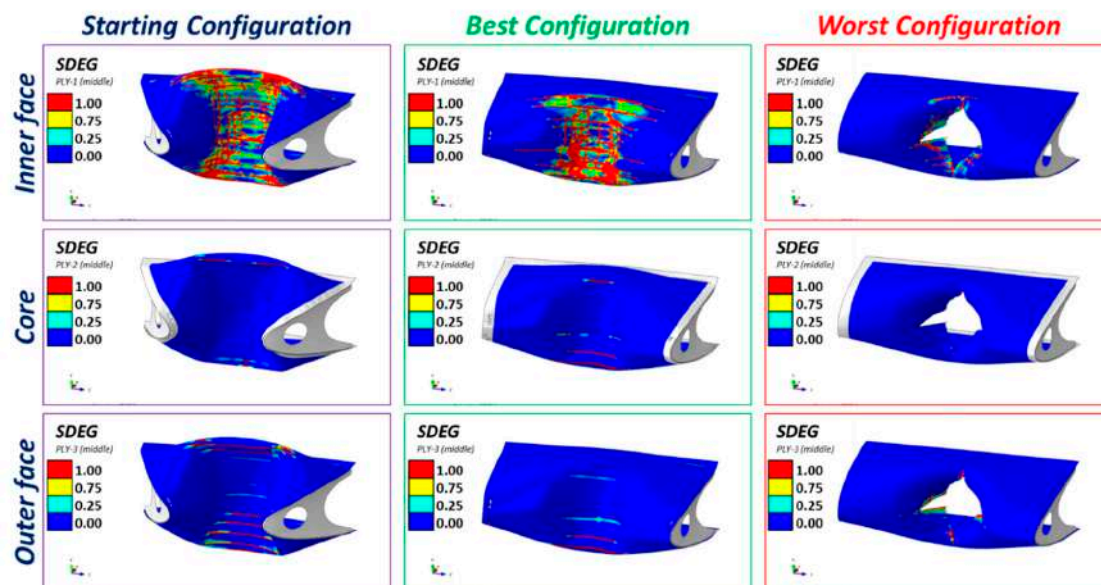 Starting Configuration
Best Configuration
Worst Configuration
Inner face
SDEG
PLY-1 (middle)
1.00
0.75
0.25
0.00
SDEG
PLY-1 (middle)
1.00
0.75
0.25
0.00
SDEG
PLY-1 (middle)
1.00
0.75
0.25
0.00
Core
SDEG
PLY-2 (middle)
1.00
0.75
0.25
0.00
SDEG
PLY-2 (middle)
1.00
0.75
0.25
0.00
SDEG
PLY-2 (middle)
1.00
0.75
0.25
0.00
Outer face
SDEG
PLY-3 (middle)
1.00
0.75
0.25
0.00
SDEG
PLY-3 (middle)
1.00
0.75
0.25
0.00
SDEG
PLY-3 (middle)
1.00
0.75
0.25
0.00